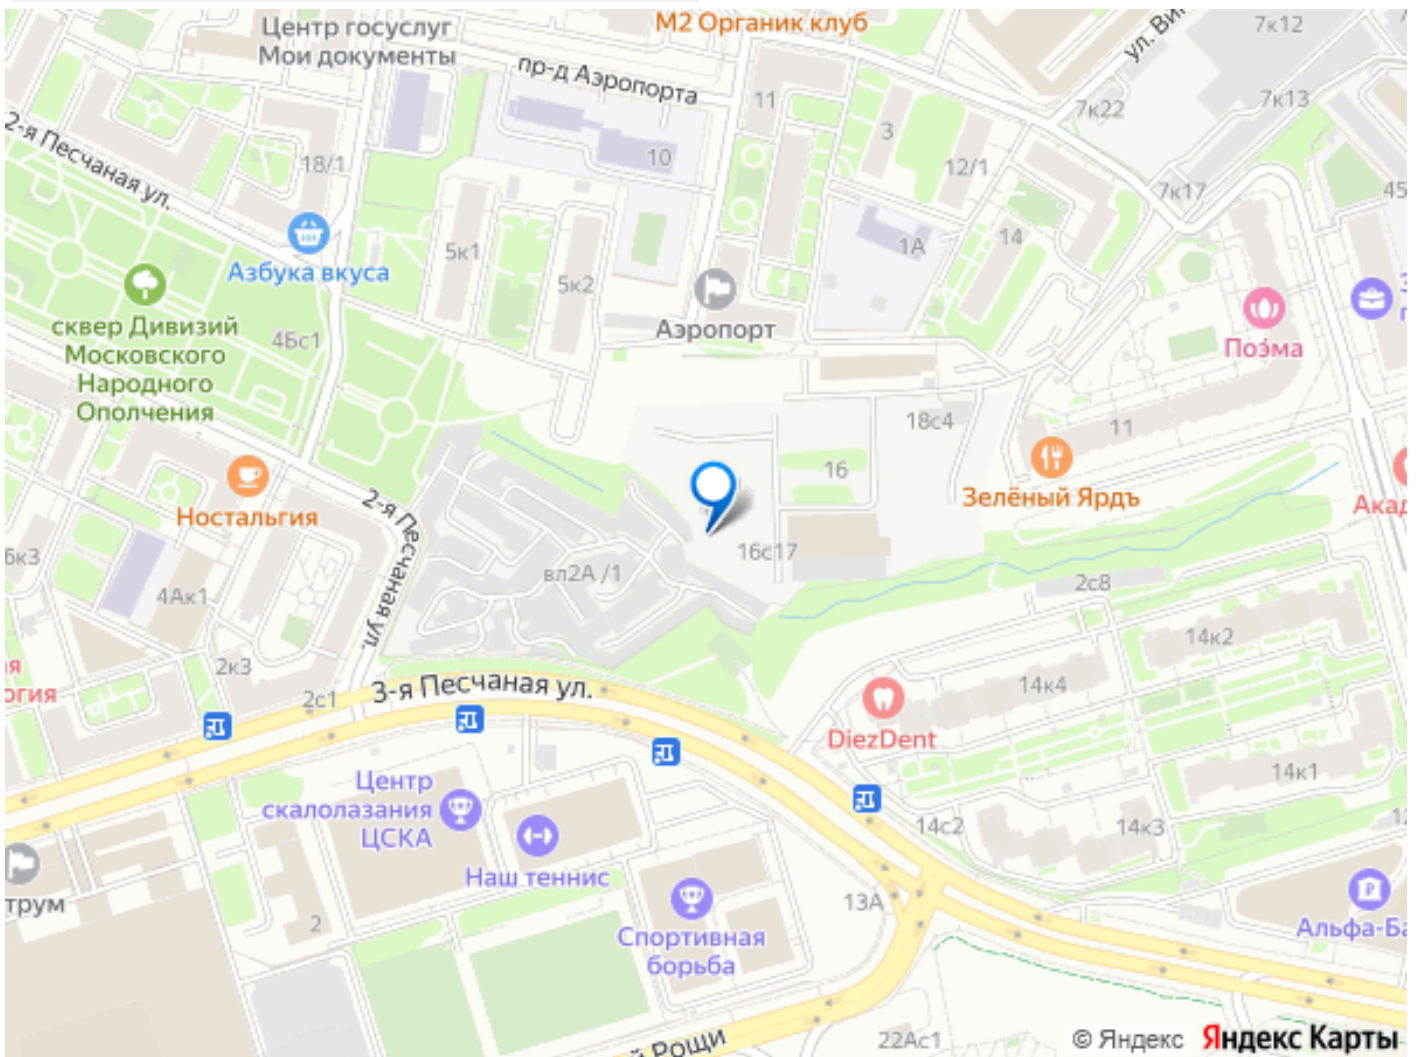 Центр госуслуг
Мои документы
М2 Органик клуб
7к12
пр-д Аэропорта
11
7к22
7к13
2-я Песчаная ул.
18/1
10
3
12/1
7к17
45
Азбука вкуса
5к1
5к2
1А
14
сквер Дивизий
Московского
Народного
Ополчения
4Бс1
Аэропорт
Поэма
18с4
11
16
Зелёный Ярдъ
Ностальгия
2-я Песчаная ул.
16с17
вл2А /1
4Ак1
2с8
14к2
2к3
2с1
3-я Песчаная ул.
14к4
DiezDent
14к1
Центр
скалолазания
ЦСКА
14с2
14к3
Наш теннис
13А
2
Спортивная
борьба
22Ас1
© Яндекс Яндекс Карты